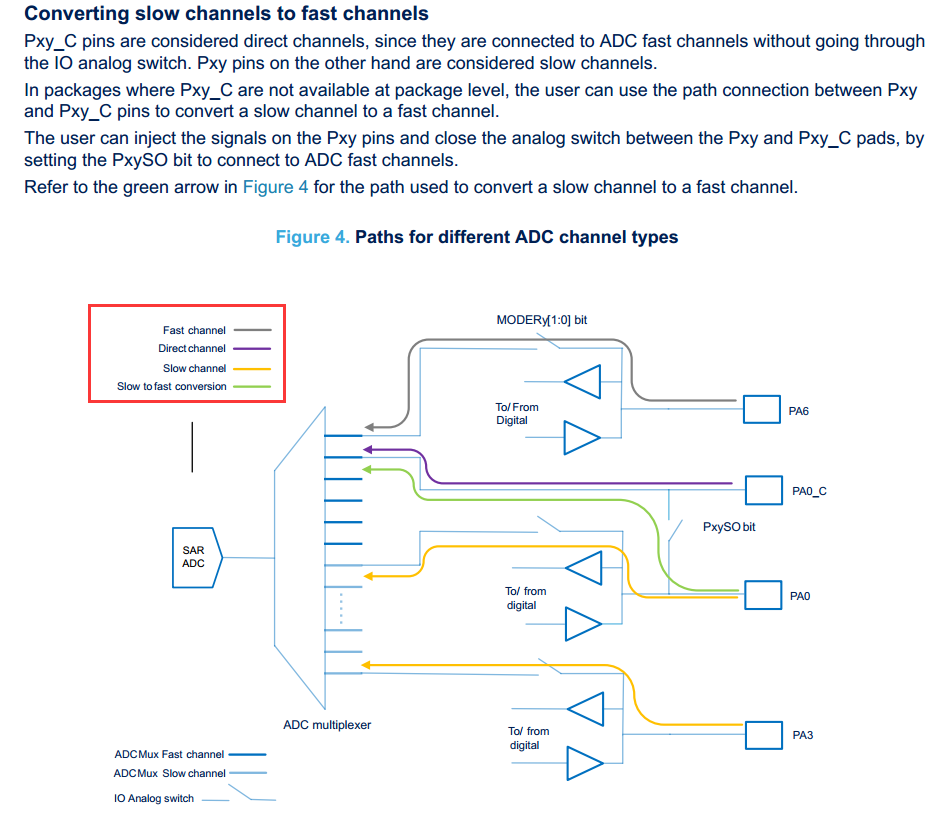 Converting slow channels to fast channels
Pxy_C pins are considered direct channels, since they are connected to ADC fast channels without going through
the IO analog switch. Pxy pins on the other hand are considered slow channels.
In packages where Pxy_C are not available at package level, the user can use the path connection between Pxy
and Pxy_C pins to convert a slow channel to a fast channel.
The user can inject the signals on the Pxy pins and close the analog switch between the Pxy and Pxy_C pads, by
setting the PxySO bit to connect to ADC fast channels.
Refer to the green arrow in Figure 4 for the path used to convert a slow channel to a fast channel.
Figure 4. Paths for different ADC channel types
Fast channel
Direct channel
Slow channel
Slow to fast conversion
MODERy[1:0] bit
To/ From
Digital
PA6
PA0_C
PxySO bit
SAR
ADC
To/ from
digital
PA0
ADC multiplexer
To/ from
digital
PA3
ADC Mux Fast channel
ADC Mux Slow channel
IO Analog switch